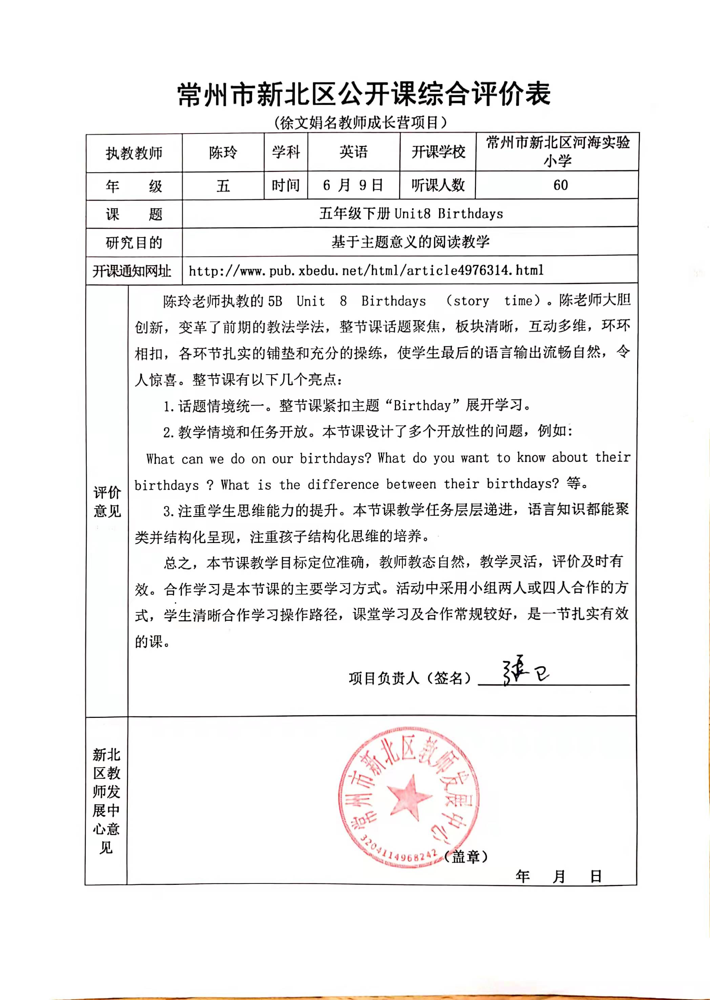 常州市新北区公开课综合评价表
(徐文娟名教师成长营项目)
执教教师 陈玲 学科 英语 开课学校 常州市新北区河海实验
小学
年 级 五 时间 6 月 9日 听课人数 60
课 题 五年级下册 Unit8 Birthdays
研究目的 基于主题意义的阅读教学
开课通知网址 http://www.pub.xbedu.net/html/article4976314.html
陈玲老师执教的 5B Unit 8 Birthdays （story time）。陈老师大胆
创新，变革了前期的教法学法，整节课话题聚焦，板块清晰，互动多维，环环
相扣，各环节扎实的铺垫和充分的操练，使学生最后的语言输出流畅自然，令
人惊喜。整节课有以下几个亮点：
1.话题情境统一。整节课紧扣主题“Birthday”展开学习。
2.教学情境和任务开放。本节课设计了多个开放性的问题，例如：
What can we do on our birthdays? What do you want to know about their
birthdays ? What is the difference between their birthdays? 等。
评价
意见
3.注重学生思维能力的提升。本节课教学任务层层递进，语言知识都能聚
类并结构化呈现，注重孩子结构化思维的培养。
总之，本节课教学目标定位准确，教师教态自然，教学灵活，评价及时有
效。合作学习是本节课的主要学习方式。活动中采用小组两人或四人合作的方
式，学生清晰合作学习操作路径，课堂学习及合作常规较好，是一节扎实有效
的课。
项目负责人（签名） 張卫
新北
区教
师发
展中
心意
见
常州市新北区教师发展中心
3204114968242
（盖章）
年 月 日